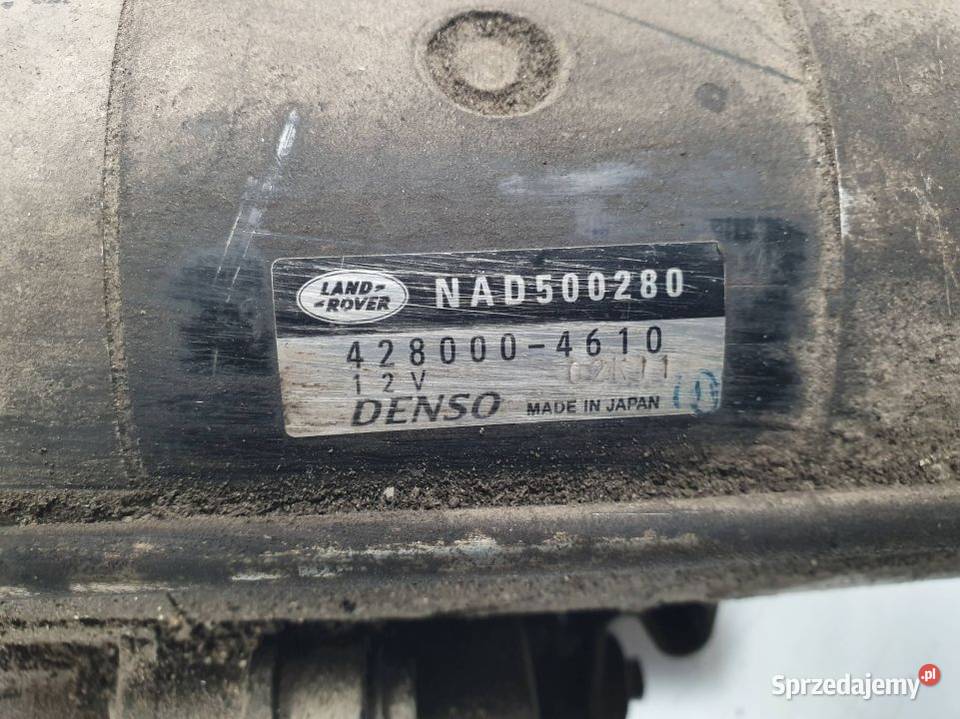 LAND-
-ROVER
NAD500280
428000-4610
12V
DENSO
MADE IN JAPAN
Sprzedajemy.pl